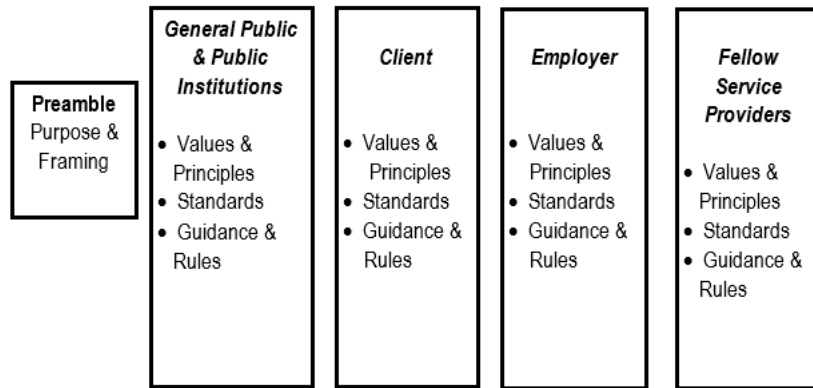 Preamble
Purpose &
Framing
General Public
& Public
Institutions
• Values &
Principles
• Standards
• Guidance &
Rules
Client
• Values &
Principles
• Standards
• Guidance &
Rules
Employer
• Values &
Principles
• Standards
• Guidance &
Rules
Fellow
Service
Providers
• Values &
Principles
• Standards
• Guidance &
Rules